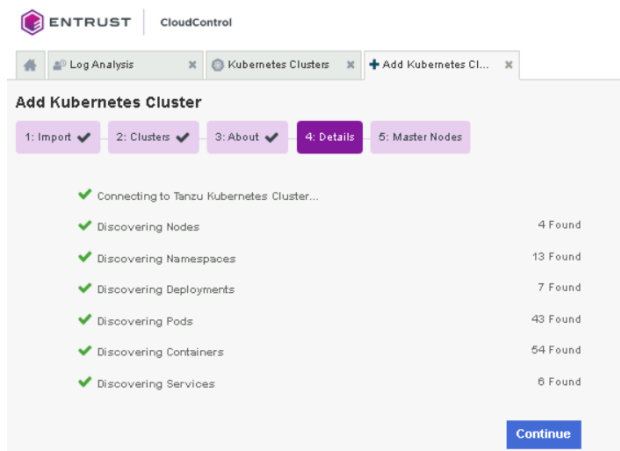 ENTRUST CloudControl
Log Analysis Kubernetes Clusters Add Kubernetes Cl...
Add Kubernetes Cluster
1: Import 2: Clusters 3: About 4: Details 5: Master Nodes
Connecting to Tanzu Kubernetes Cluster...
Discovering Nodes 4 Found
Discovering Namespaces 13 Found
Discovering Deployments 7 Found
Discovering Pods 43 Found
Discovering Containers 54 Found
Discovering Services 6 Found
Continue